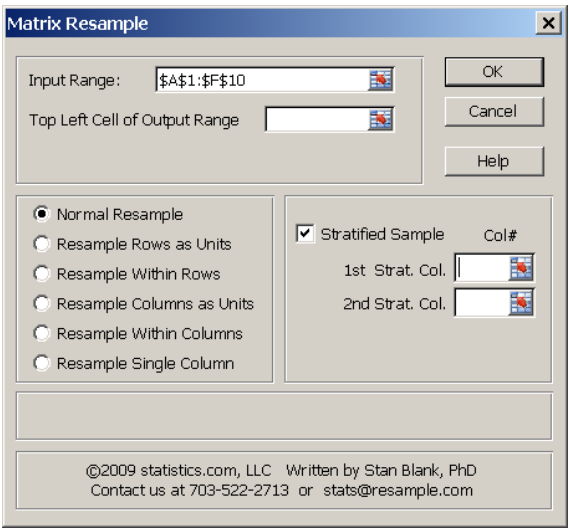 Matrix Resample
Input Range: $A$1:$F$10
Top Left Cell of Output Range
OK
Cancel
Help
Normal Resample
Resample Rows as Units
Resample Within Rows
Resample Columns as Units
Resample Within Columns
Resample Single Column
Stratified Sample Col#
1st Strat. Col.
2nd Strat. Col.
©2009 statistics.com, LLC Written by Stan Blank, PhD
Contact us at 703-522-2713 or stats@resample.com